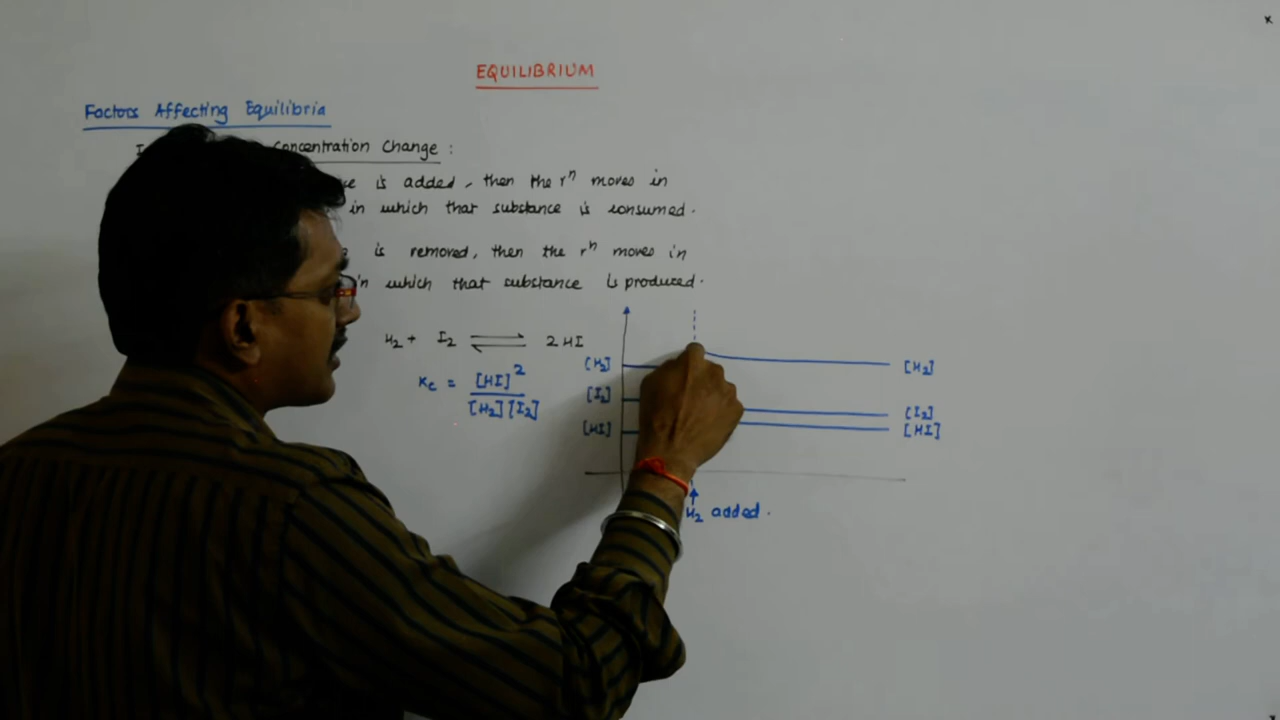 EQUILIBRIUM
Factors Affecting Equilibria
Concentration Change :
is added, then the rⁿ moves in
in which that substance is consumed.
is removed, then the rⁿ moves in
in which that substance is produced.
H₂ + I₂ ⇌ 2HI
Kc = [HI]² / [H₂][I₂]
[H₂] [H₂]
[I₂] [I₂]
[HI] [HI]
H₂ added.